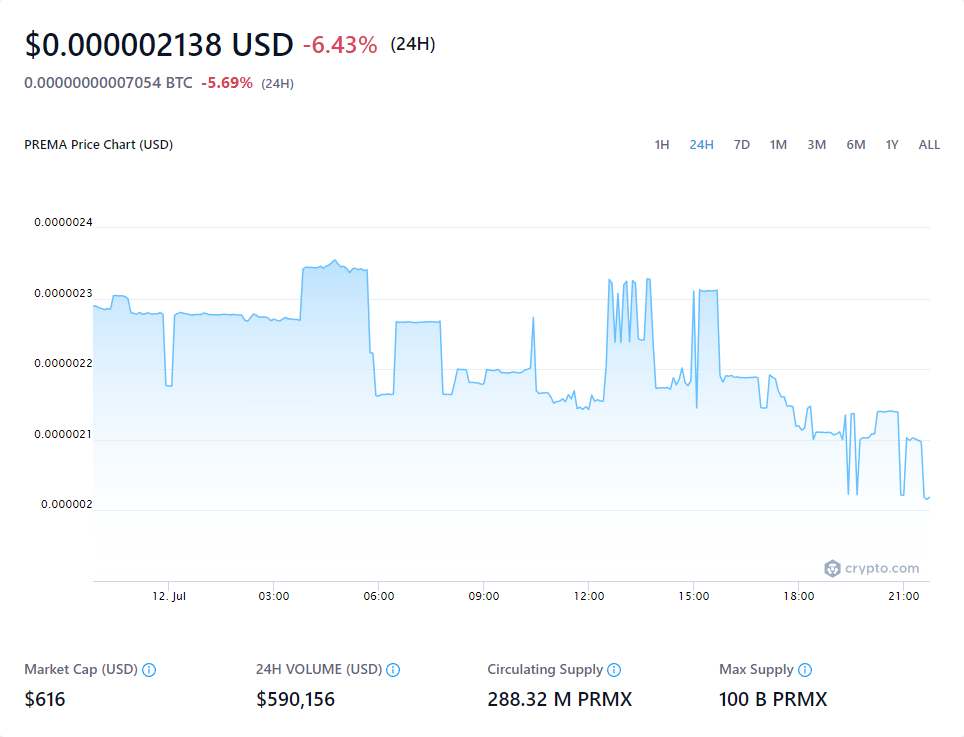 $0.000002138 USD -6.43% (24H)
0.00000000007054 BTC -5.69% (24H)
PREMA Price Chart (USD) 1H 24H 7D 1M 3M 6M 1Y ALL
0.0000024
0.0000023
0.0000022
0.0000021
0.000002
crypto.com
12. Jul 03:00 06:00 09:00 12:00 15:00 18:00 21:00
Market Cap (USD) 24H VOLUME (USD) Circulating Supply Max Supply
$616 $590,156 288.32 M PRMX 100 B PRMX